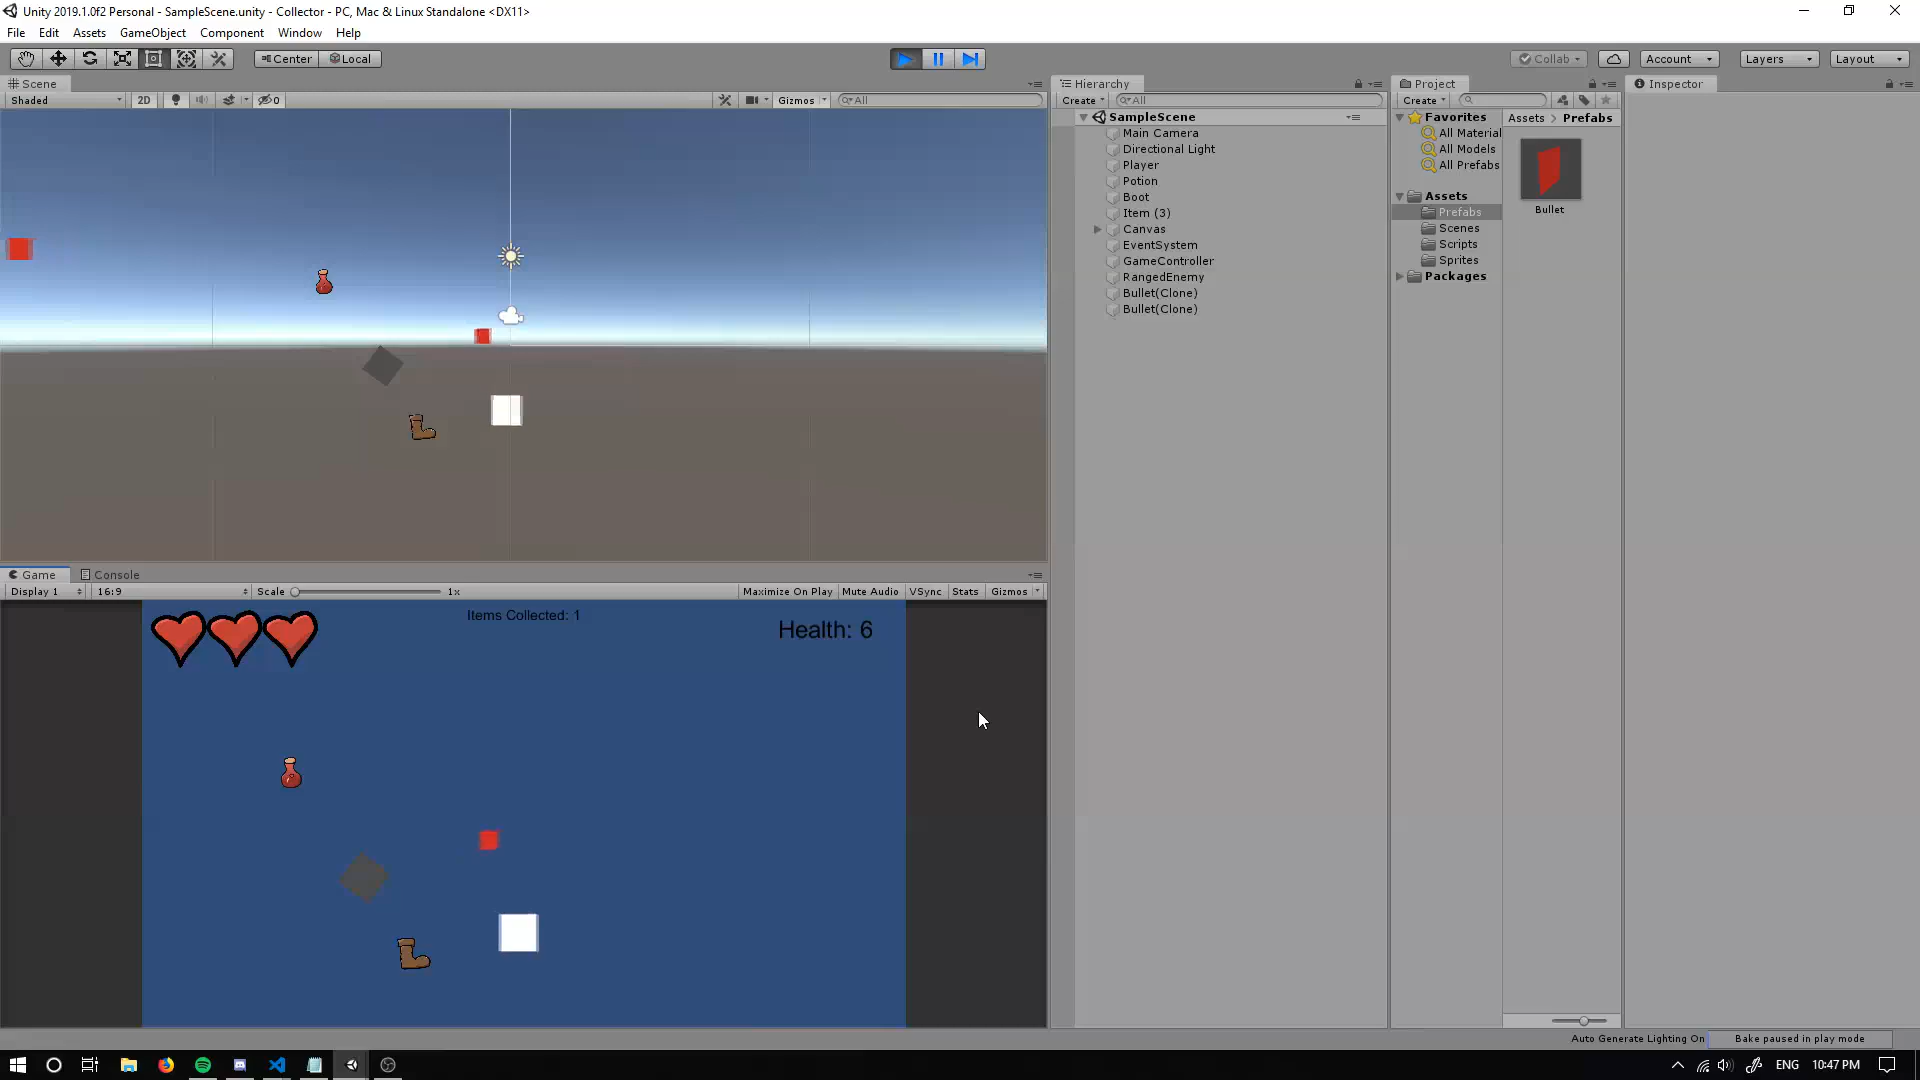 Unity 2019.1.0f2 Personal - SampleScene.unity - Collector - PC, Mac & Linux Standalone <DX11>
File Edit Assets GameObject Component Window Help
Center Local Collab Account Layers Layout
Scene
Shaded 2D 0 Gizmos All
Hierarchy
Create All
SampleScene
Main Camera
Directional Light
Player
Potion
Boot
Item (3)
Canvas
EventSystem
GameController
RangedEnemy
Bullet(Clone)
Bullet(Clone)
Project
Create
Favorites
All Material
All Models
All Prefabs
Assets
Prefabs
Scenes
Scripts
Sprites
Packages
Assets > Prefabs
Bullet
Inspector
Game Console
Display 1 16:9 Scale 1x Maximize On Play Mute Audio VSync Stats Gizmos
Items Collected: 1
Health: 6
Auto Generate Lighting On Bake paused in play mode
ENG 10:47 PM